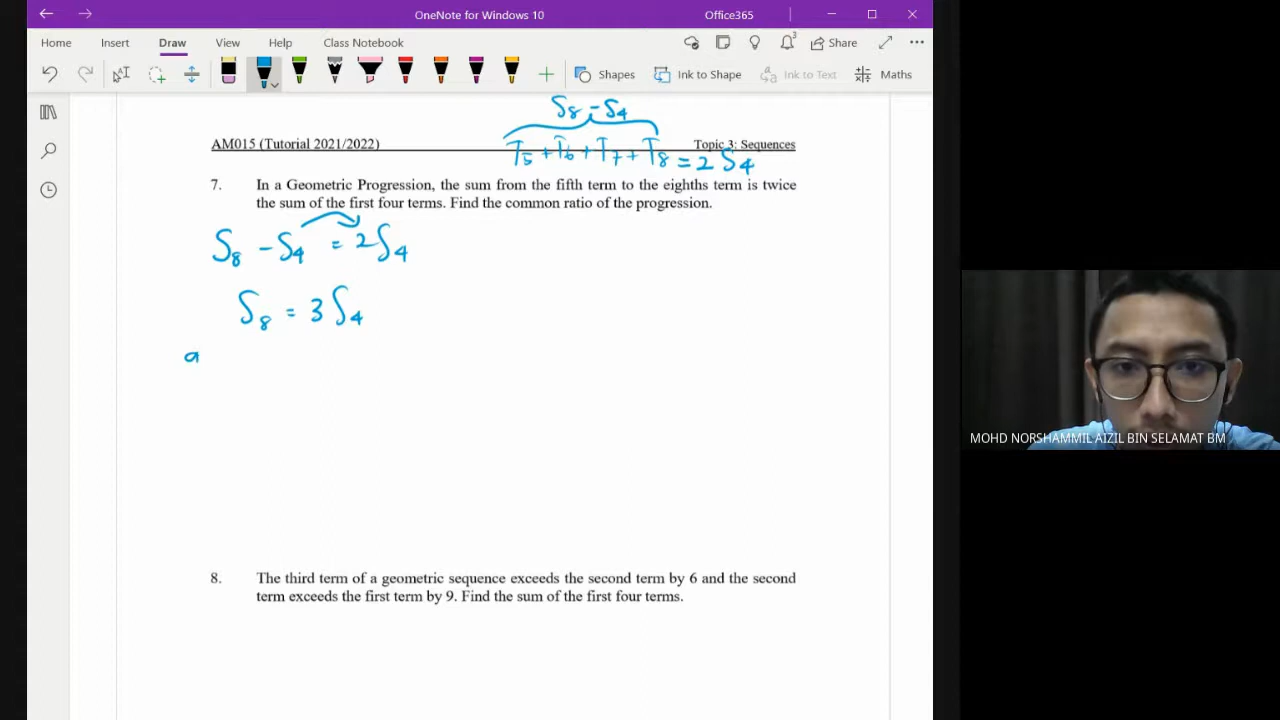 OneNote for Windows 10
Office365
Home Insert Draw View Help Class Notebook
3
Share
Shapes
Ink to Shape
Ink to Text
Maths
S8 - S4
AM015 (Tutorial 2021/2022)
Topic 3: Sequences
T5 + T6 + T7 + T8 = 2 S4
7. In a Geometric Progression, the sum from the fifth term to the eighths term is twice
the sum of the first four terms. Find the common ratio of the progression.
S8 - S4 = 2S4
S8 = 3 S4
a
8. The third term of a geometric sequence exceeds the second term by 6 and the second
term exceeds the first term by 9. Find the sum of the first four terms.
MOHD NORSHAMMIL AIZIL BIN SELAMAT BM